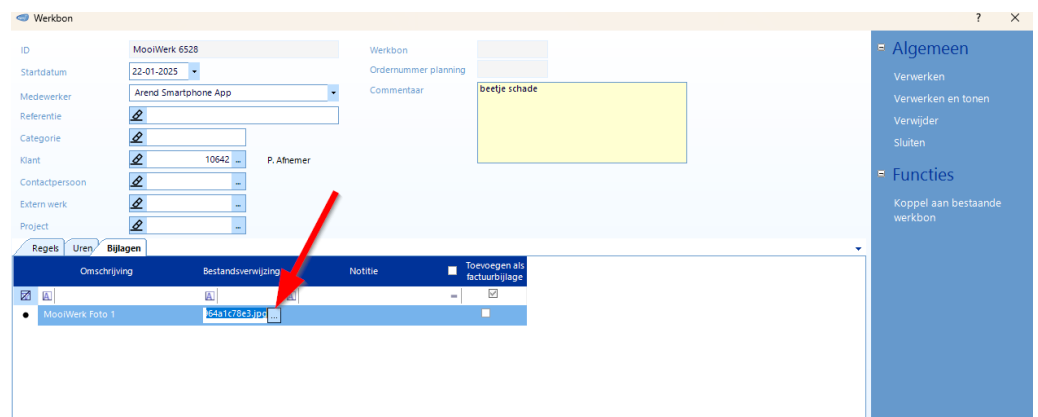 Werkbon ? ×
ID MooiWerk 6528
Startdatum 22-01-2025
Medewerker Arend Smartphone App
Referentie
Categorie
Klant 10642 ... P. Afnemer
Contactpersoon ...
Extern werk ...
Project ...
Werkbon
Ordernummer planning
Commentaar beetje schade
Regels Uren Bijlagen
Omschrijving Bestandsverwijzing Notitie Toevoegen als
factuurbijlage
A A A =
MooiWerk Foto 1 64a1c78e3.jpg ...
Algemeen
Verwerken
Verwerken en tonen
Verwijder
Sluiten
Functies
Koppel aan bestaande
werkbon